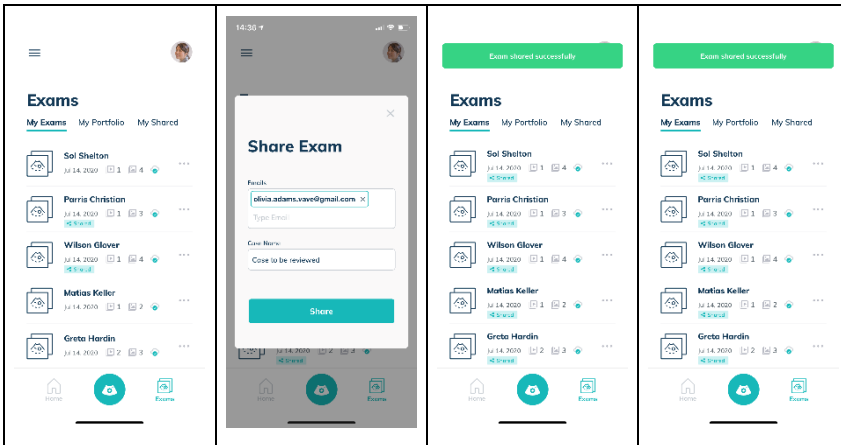 Exams
My Exams My Portfolio My Shared
Sol Shelton
Jul 14, 2020 1 4
Parris Christian
Jul 14, 2020 1 3
Shared
Wilson Glover
Jul 14, 2020 1 4
Shared
Matias Keller
Jul 14, 2020 1 2
Greta Hardin
Jul 14, 2020 2 3
Home Exams
14:36
Share Exam
Emails
olivia.adams.vave@gmail.com ×
Type Email
Case Name
Case to be reviewed
Share
Jul 14, 2020 2 3
Shared
Home Exams
Exam shared successfully
Exams
My Exams My Portfolio My Shared
Sol Shelton
Jul 14, 2020 1 4
Shared
Parris Christian
Jul 14, 2020 1 3
Shared
Wilson Glover
Jul 14, 2020 1 4
Shared
Matias Keller
Jul 14, 2020 1 2
Shared
Greta Hardin
Jul 14, 2020 2 3
Shared
Home Exams
Exam shared successfully
Exams
My Exams My Portfolio My Shared
Sol Shelton
Jul 14, 2020 1 4
Shared
Parris Christian
Jul 14, 2020 1 3
Shared
Wilson Glover
Jul 14, 2020 1 4
Shared
Matias Keller
Jul 14, 2020 1 2
Shared
Greta Hardin
Jul 14, 2020 2 3
Shared
Home Exams